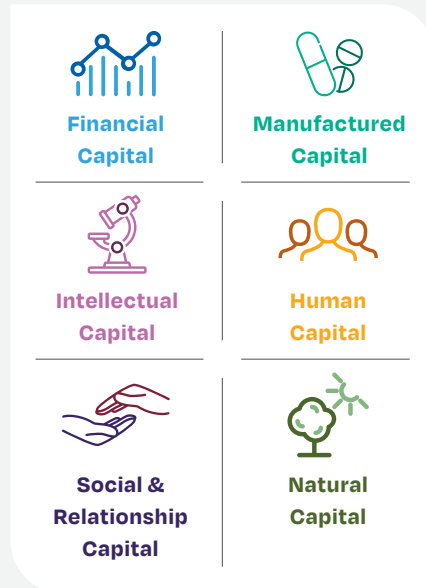 Financial
Capital
Manufactured
Capital
Intellectual
Capital
Human
Capital
Social &
Relationship
Capital
Natural
Capital